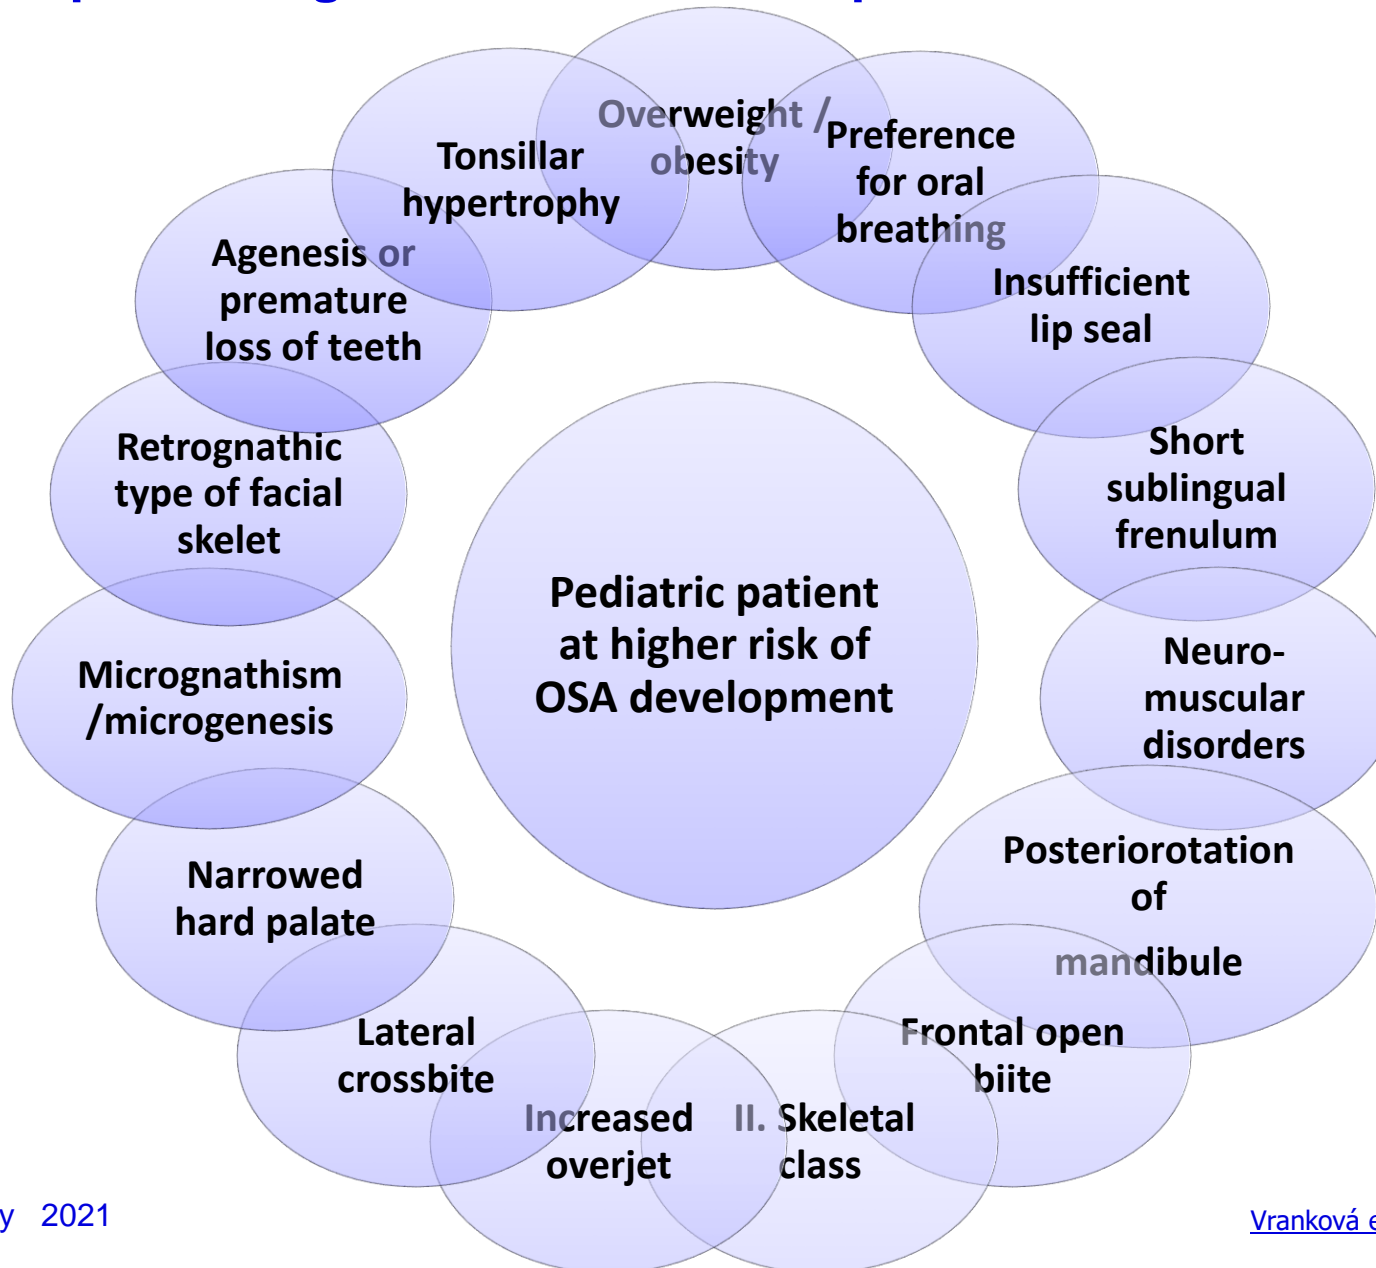 Overweight /
obesity
Preference
for oral
breathing
Insufficient
lip seal
Short
sublingual
frenulum
Neuro-
muscular
disorders
Posteriorotation
of
mandibule
Frontal open
biite
II. Skeletal
class
Increased
overjet
Lateral
crossbite
Narrowed
hard palate
Micrognathism
/microgenesis
Retrognathic
type of facial
skelet
Agenesis or
premature
loss of teeth
Tonsillar
hypertrophy
Pediatric patient
at higher risk of
OSA development
2021
Vranková e